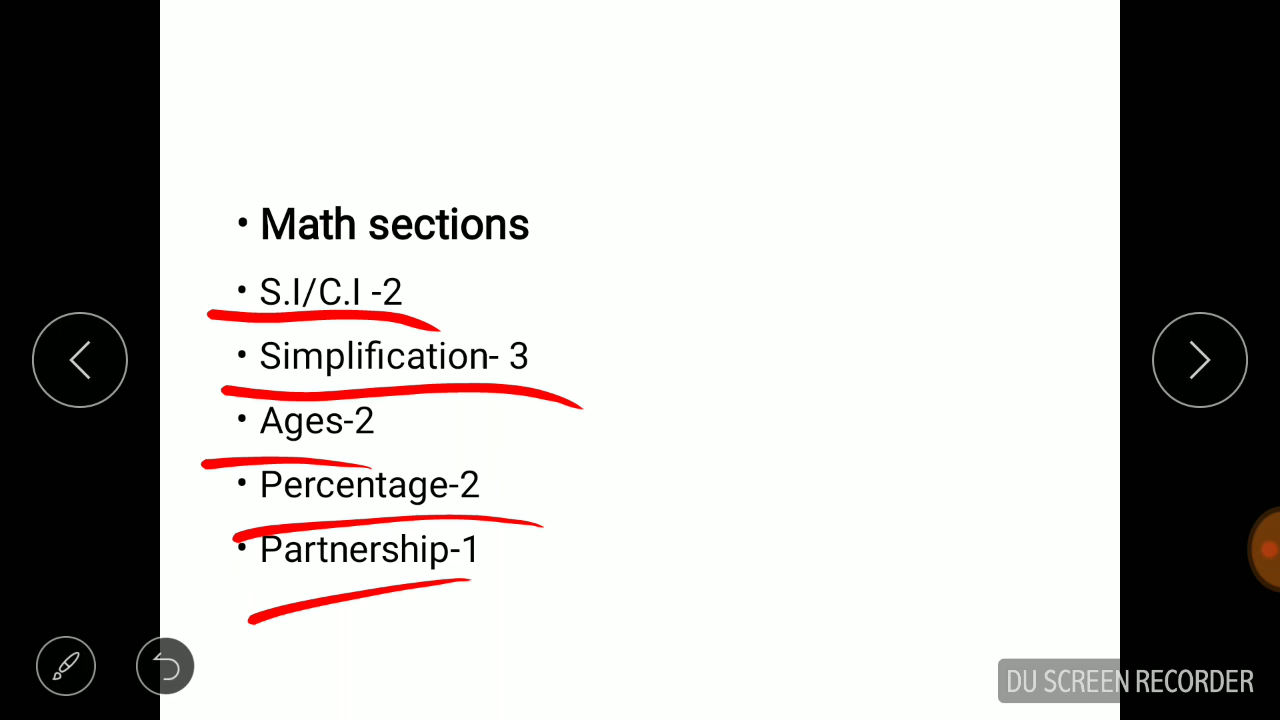 • Math sections
• S.I/C.I -2
• Simplification- 3
• Ages-2
• Percentage-2
• Partnership-1
DU SCREEN RECORDER